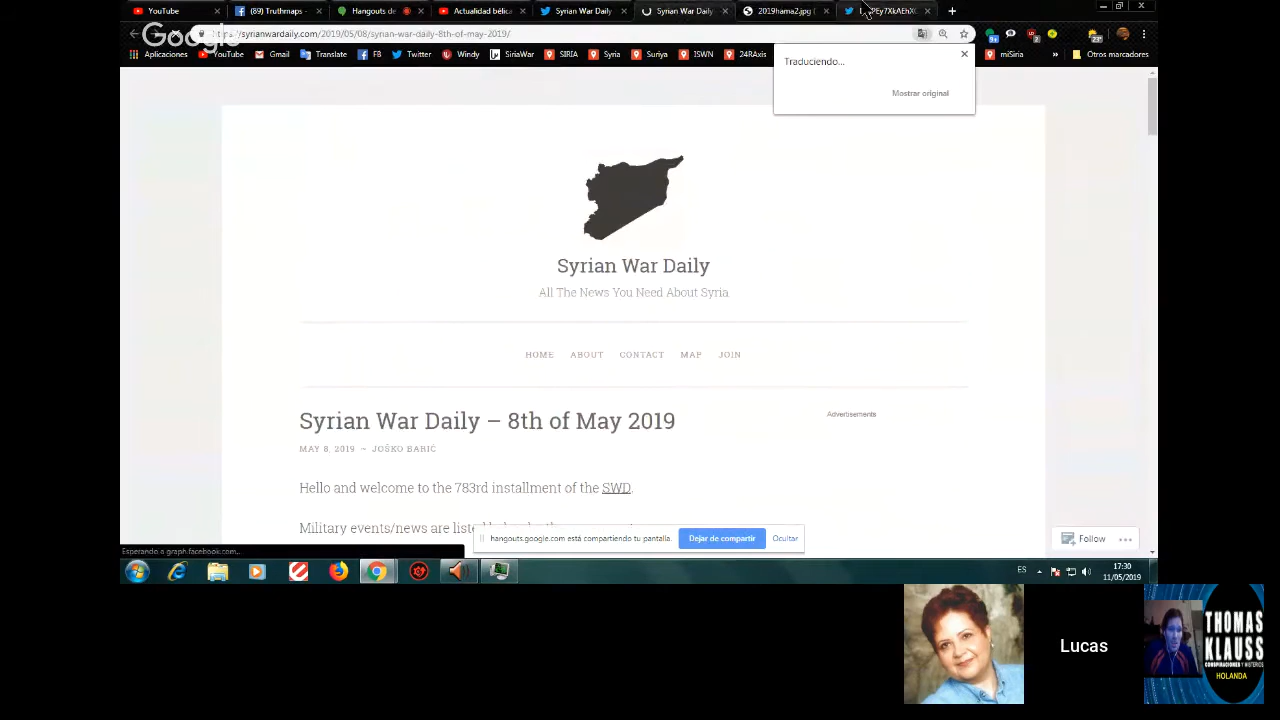 YouTube
(89) Truthmaps -
Hangouts de
Actualidad bélica
Syrian War Daily
Syrian War Daily
2019hama2.jpg (
Google
https://syrianwardaily.com/2019/05/08/syrian-war-daily-8th-of-may-2019/
Aplicaciones
YouTube
Gmail
Translate
FB
Twitter
Windy
SiriaWar
SIRIA
Syria
Suriya
ISWN
24RAxis
miSiria
»
Otros marcadores
Traduciendo...
Mostrar original
Syrian War Daily
All The News You Need About Syria
HOME ABOUT CONTACT MAP JOIN
Syrian War Daily – 8th of May 2019
Advertisements
MAY 8, 2019 ~ JOŠKO BARIĆ
Hello and welcome to the 783rd installment of the SWD.
Military events/news are
hangouts.google.com está compartiendo tu pantalla.
Dejar de compartir
Ocultar
Follow
Esperando a graph.facebook.com...
ES
17:30
11/05/2019
Lucas
THOMAS
KLAUSS
CONSPIRACIONES Y MISTERIOS
HOLANDA